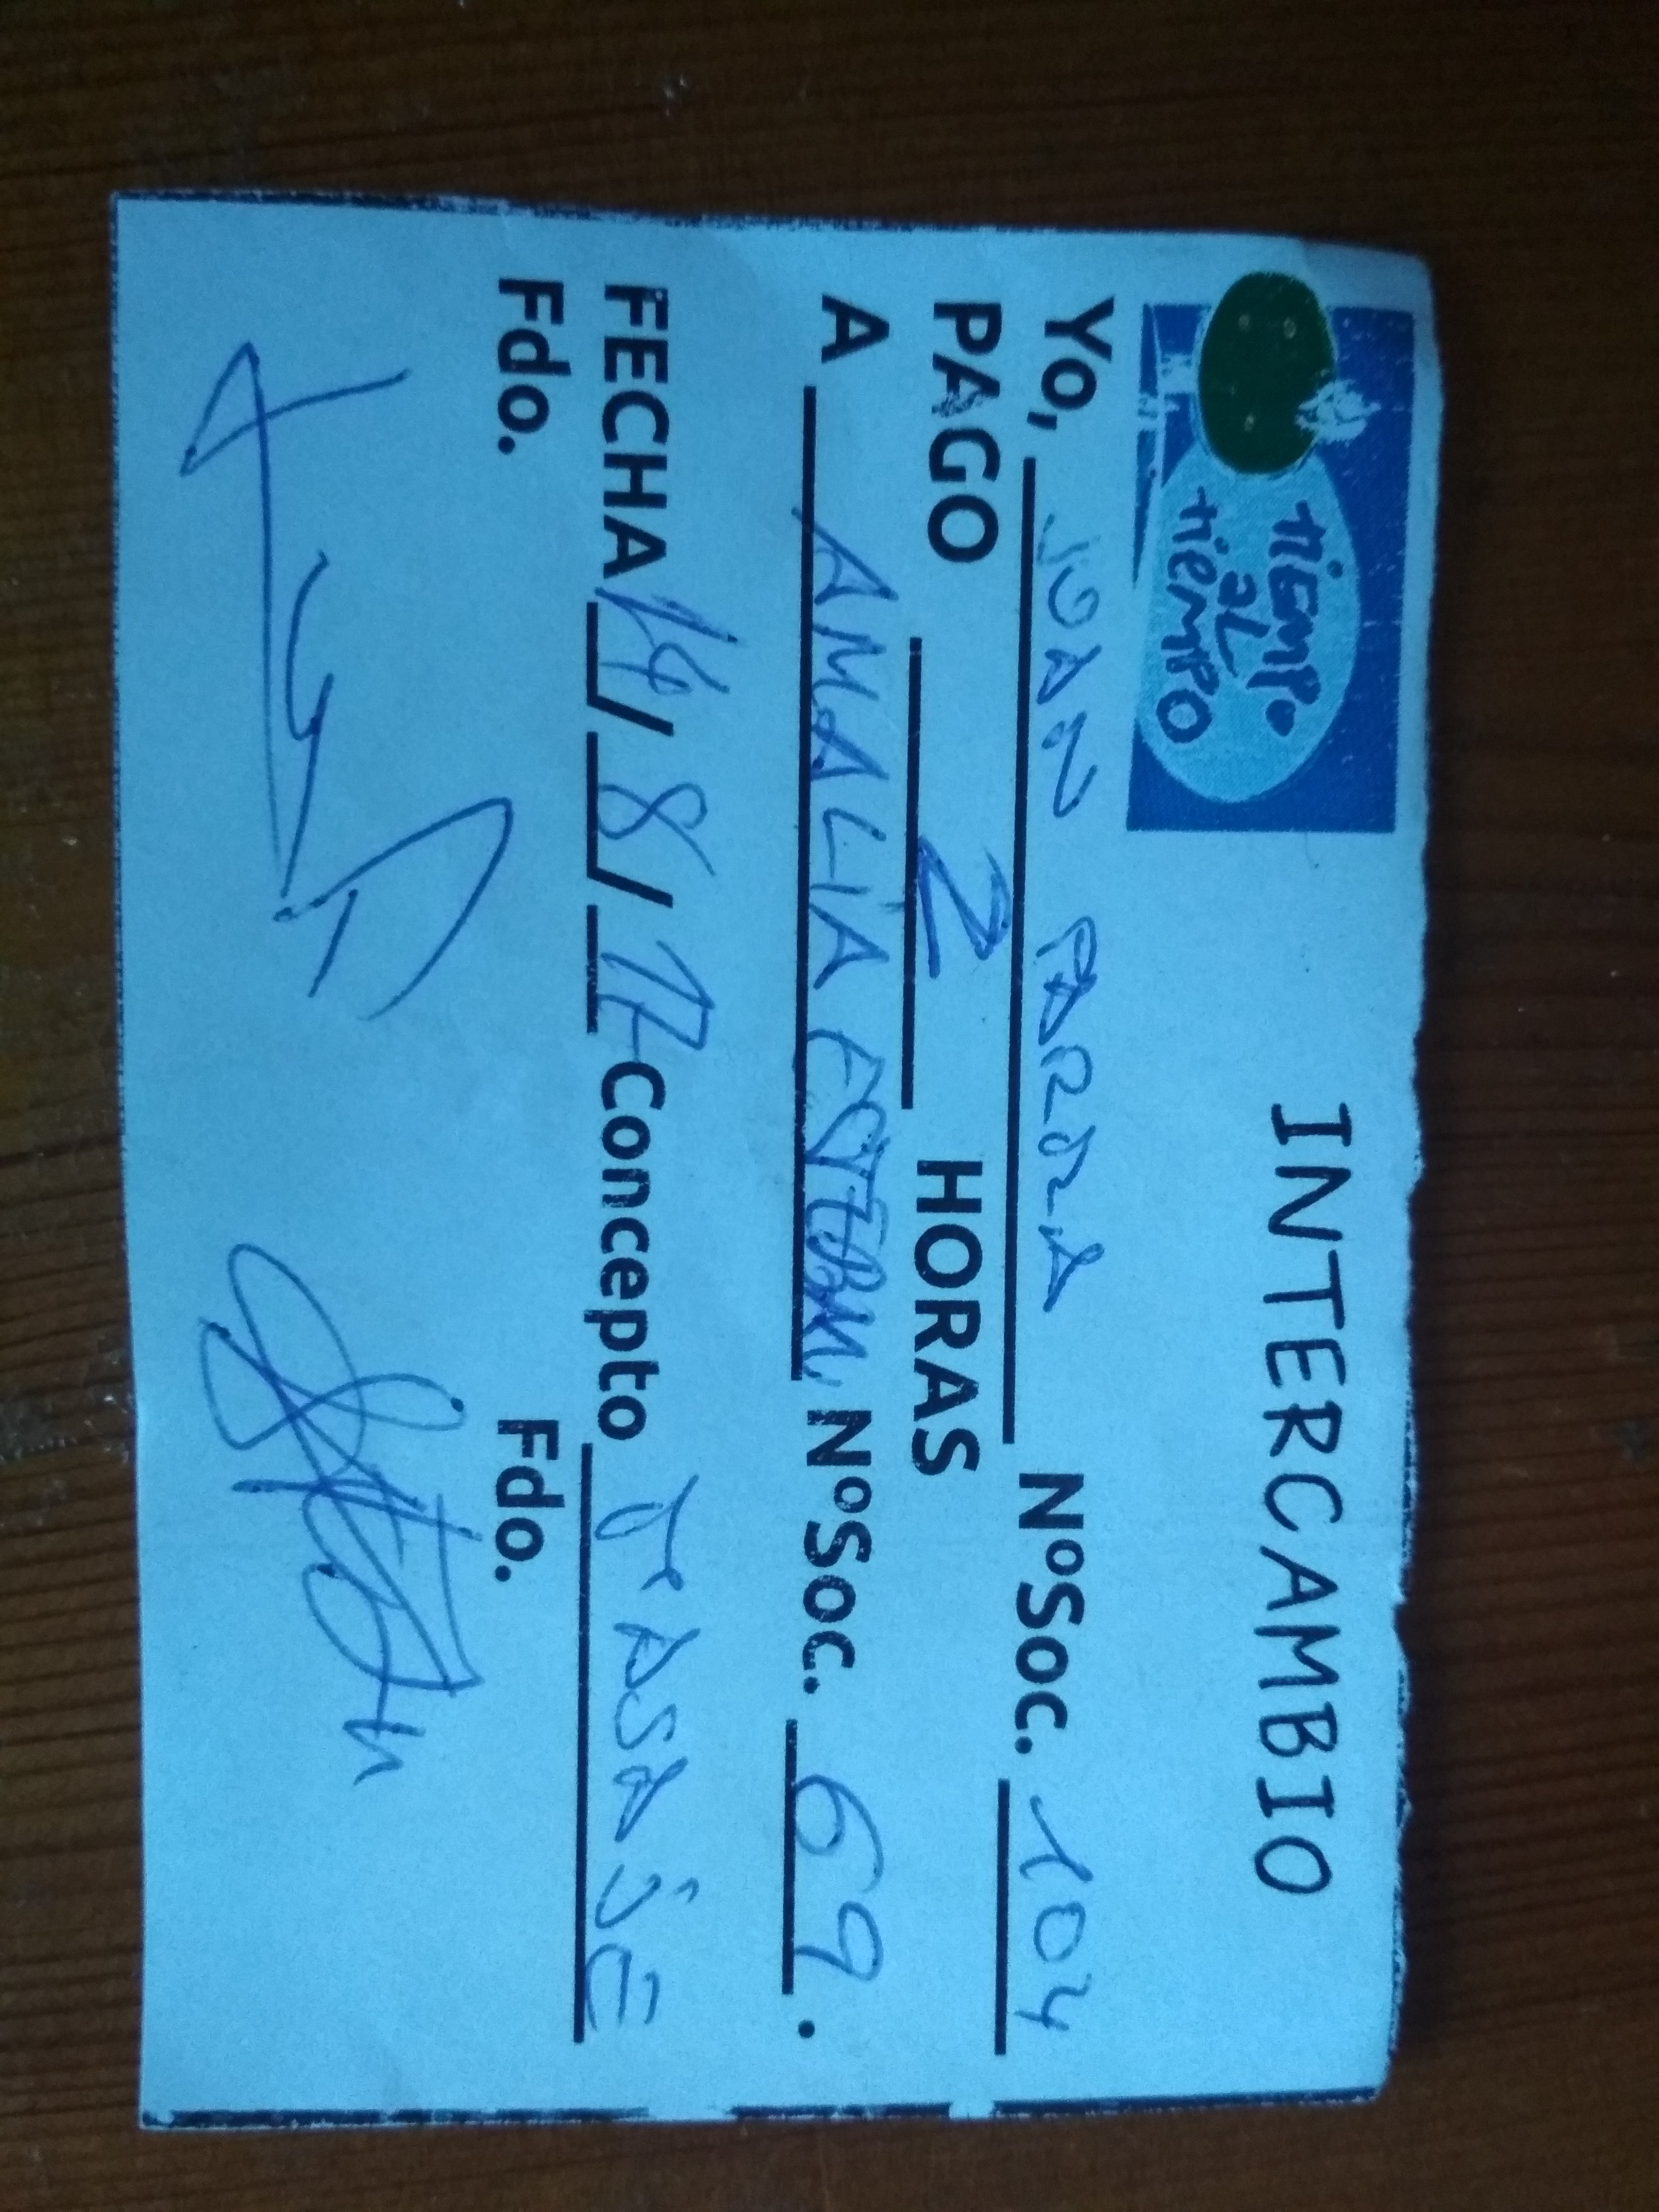 tiEMPo
aL
tiEMPO
INTERCAMBIO
Yo, JUAN PARRA NºSoc. 104
PAGO 2 HORAS
A AMALIA ESTEBAN NºSoc. 69.
FECHA 14/8/17 Concepto MASAJE
Fdo. Fdo.